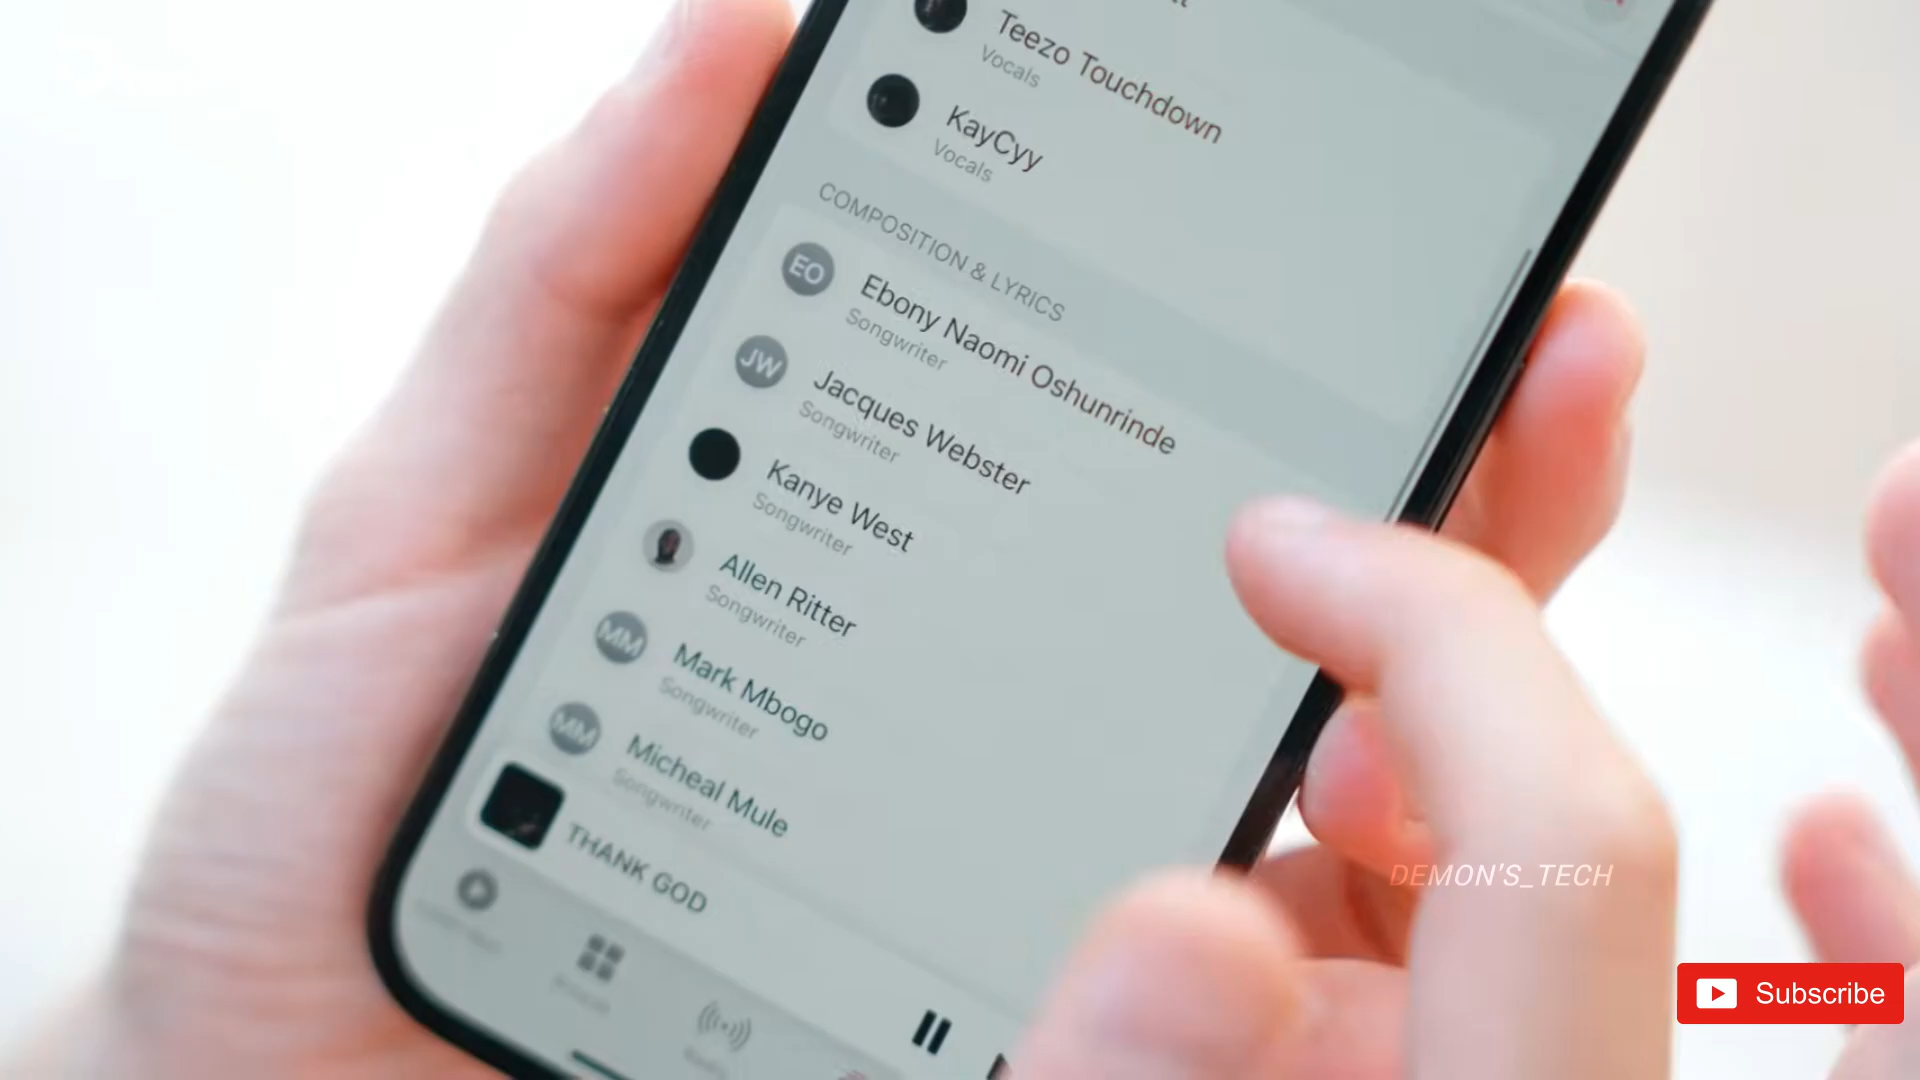 Teezo Touchdown
Vocals
KayCyy
Vocals
COMPOSITION & LYRICS
EO
Ebony Naomi Oshunrinde
Songwriter
JW
Jacques Webster
Songwriter
Kanye West
Songwriter
Allen Ritter
Songwriter
MM
Mark Mbogo
Songwriter
MM
Micheal Mule
Songwriter
THANK GOD
DEMON'S_TECH
Subscribe